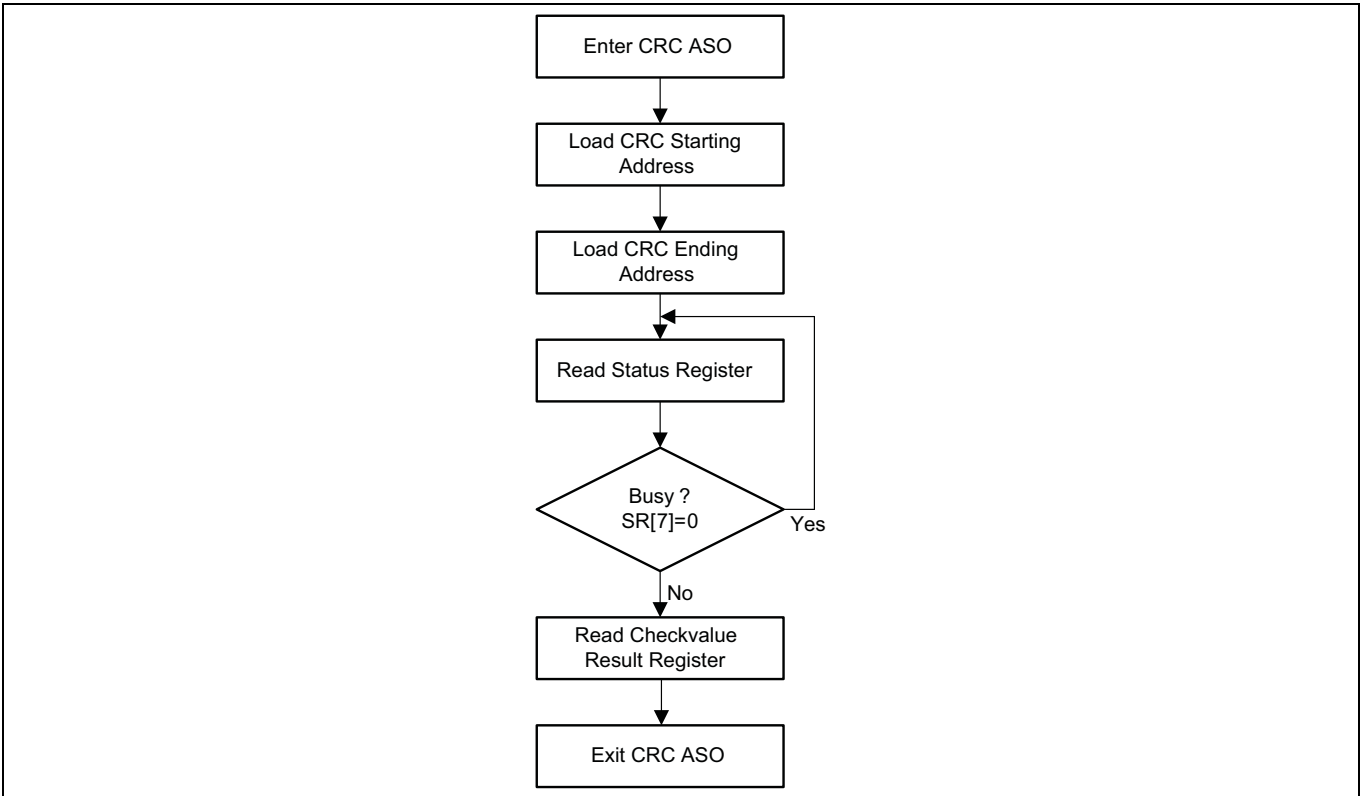 Enter CRC ASO
Load CRC Starting
Address
Load CRC Ending
Address
Read Status Register
Busy ?
SR[7]=0
Yes
No
Read Checkvalue
Result Register
Exit CRC ASO